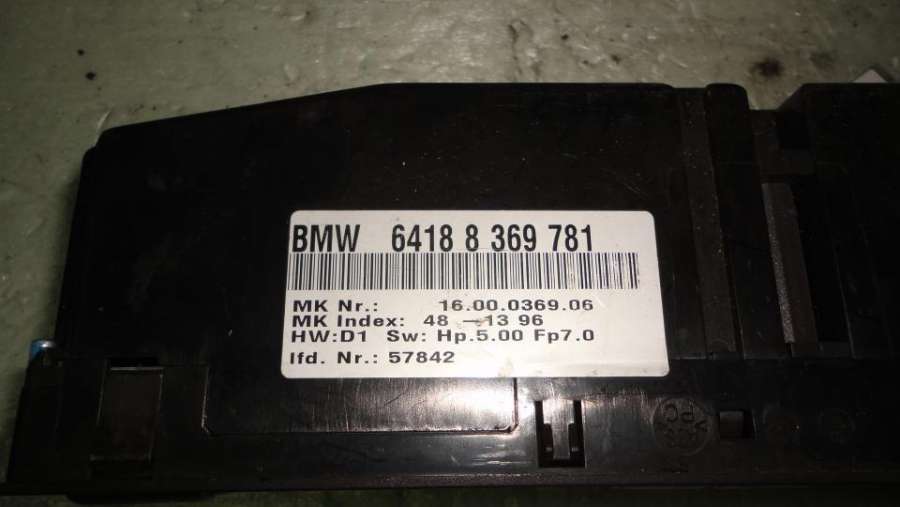 BMW 6418 8 369 781
MK Nr.: 16.00.0369.06
MK Index: 48 -13 96
HW:D1 Sw: Hp.5.00 Fp7.0
lfd. Nr.: 57842